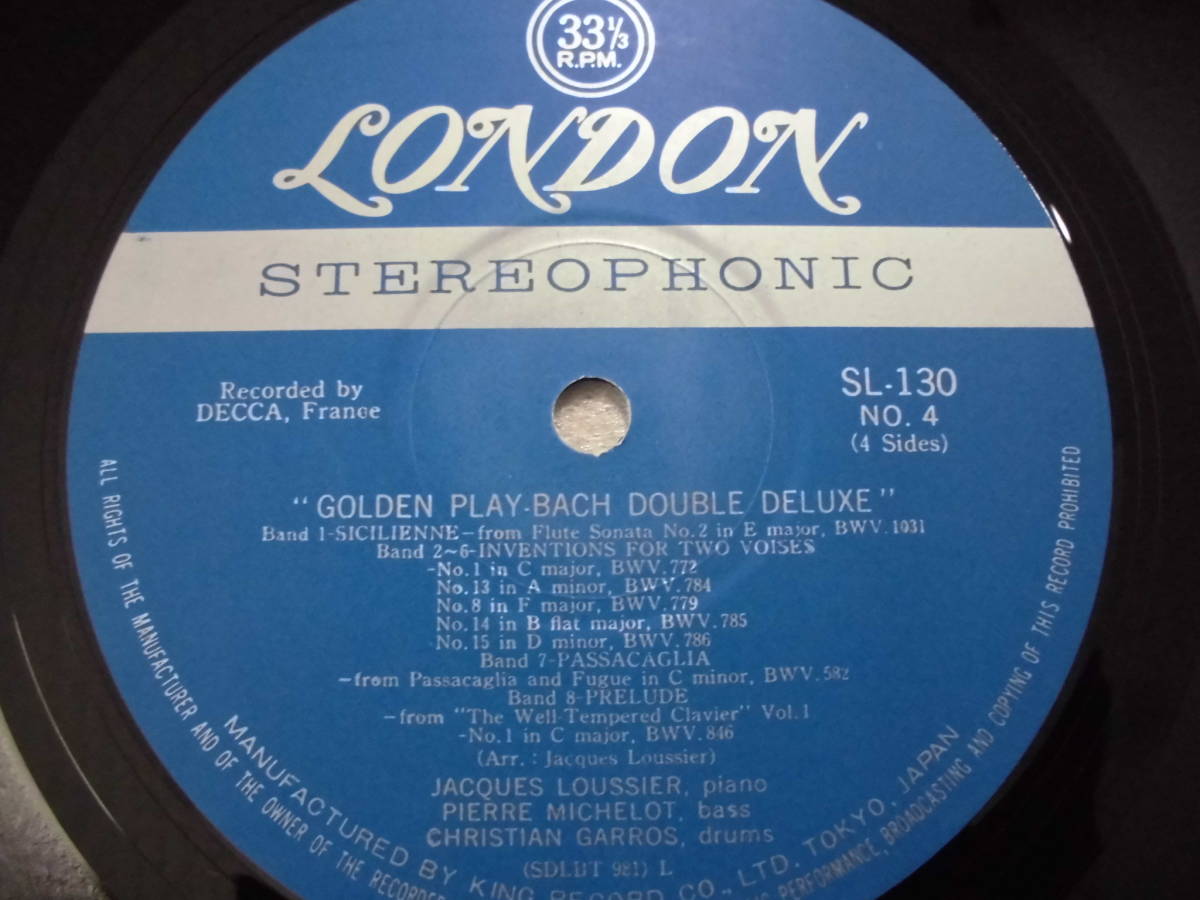 33 1/3
R.P.M.
LONDON
STEREOPHONIC
Recorded by
DECCA, France
SL-130
NO. 4
(4 Sides)
"GOLDEN PLAY-BACH DOUBLE DELUXE"
Band 1-SICILIENNE-from Flute Sonata No.2 in E major, BWV.1031
Band 2~6-INVENTIONS FOR TWO VOISES
-No.1 in C major, BWV.772
No.13 in A minor, BWV.784
No.8 in F major, BWV.779
No.14 in B flat major, BWV.785
No.15 in D minor, BWV.786
Band 7-PASSACAGLIA
-from Passacaglia and Fugue in C minor, BWV.582
Band 8-PRELUDE
-from "The Well-Tempered Clavier" Vol.1
-No.1 in C major, BWV.846
(Arr.: Jacques Loussier)
JACQUES LOUSSIER, piano
PIERRE MICHELOT, bass
CHRISTIAN GARROS, drums
(SDLBT 981) L
MANUFACTURED BY KING RECORD CO., LTD. TOKYO, JAPAN
ALL RIGHTS OF THE MANUFACTURER AND OF THE OWNER OF THE RECORDED PERFORMANCE, BROADCASTING AND COPYING OF THIS RECORD PROHIBITED